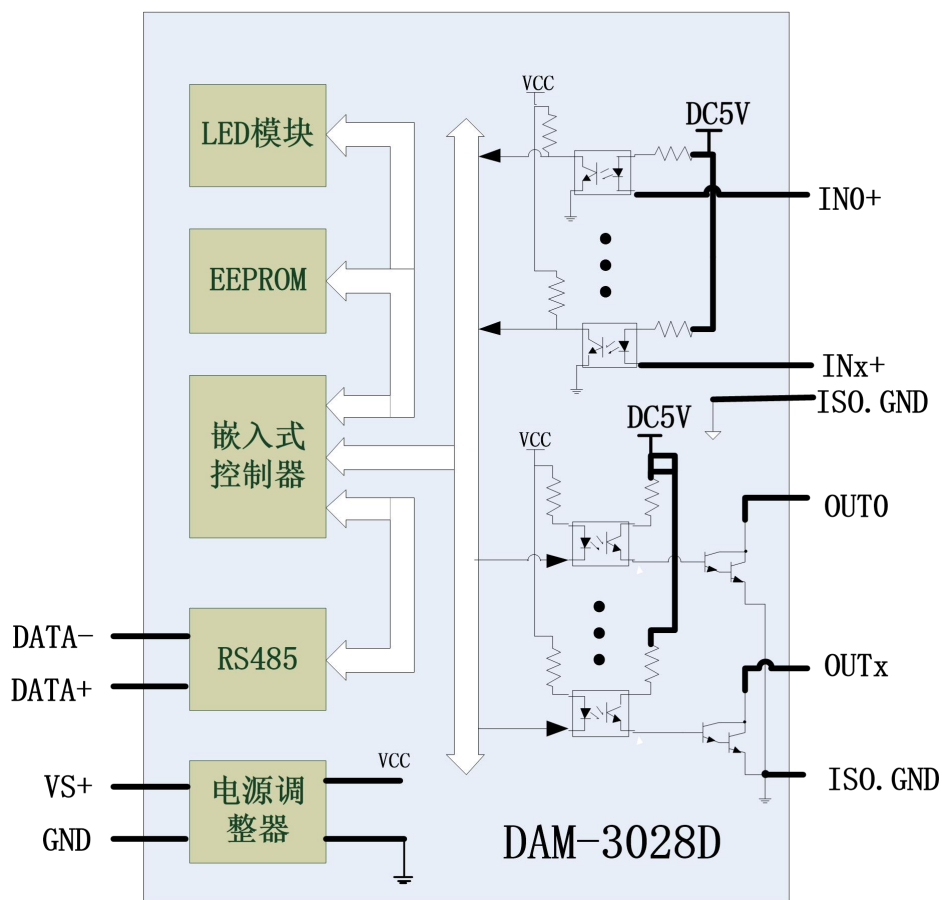 LED模块
EEPROM
嵌入式
控制器
RS485
电源调
整器
DATA-
DATA+
VS+
GND
VCC
VCC
DC5V
IN0+
INx+
ISO.GND
VCC
DC5V
OUT0
OUTx
ISO.GND
DAM-3028D